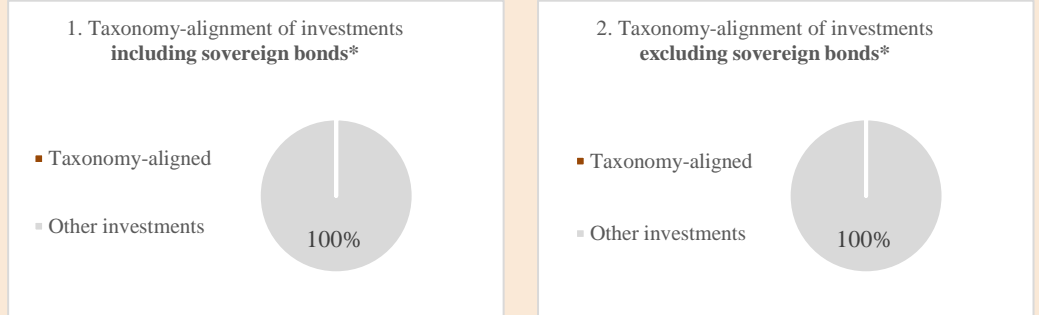 1. Taxonomy-alignment of investments
including sovereign bonds*
Taxonomy-aligned
Other investments
100%
2. Taxonomy-alignment of investments
excluding sovereign bonds*
Taxonomy-aligned
Other investments
100%